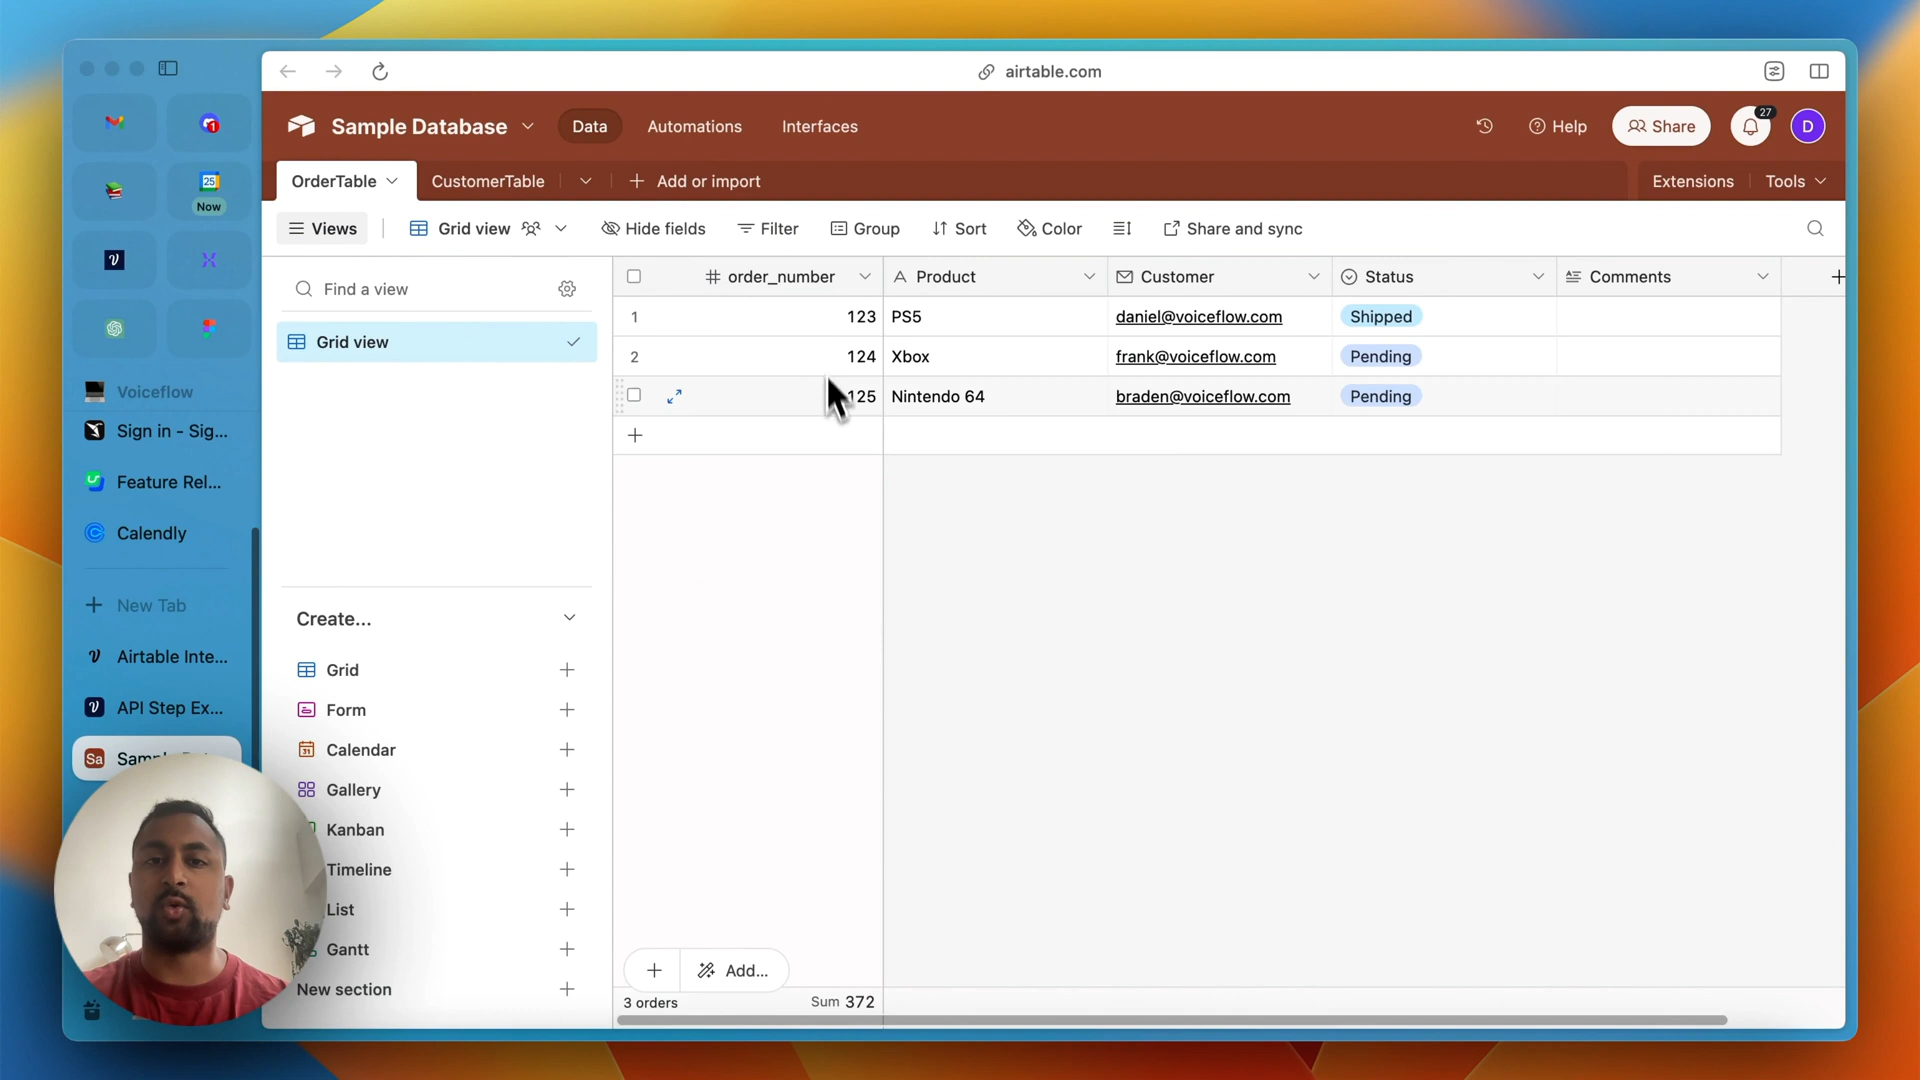 airtable.com
Sample Database
Data
Automations
Interfaces
Help
Share
27
D
OrderTable
CustomerTable
Add or import
Extensions
Tools
Views
Grid view
Hide fields
Filter
Group
Sort
Color
Share and sync
1
25
Now
Voiceflow
Sign in - Sig...
Feature Rel...
Calendly
New Tab
Airtable Inte...
API Step Ex...
Sa
Find a view
Grid view
Create...
Grid
Form
31
Calendar
Gallery
Kanban
Timeline
List
Gantt
New section
order_number Product Customer Status Comments
1 123 PS5 daniel@voiceflow.com Shipped
2 124 Xbox frank@voiceflow.com Pending
125 Nintendo 64 braden@voiceflow.com Pending
Add...
3 orders Sum 372